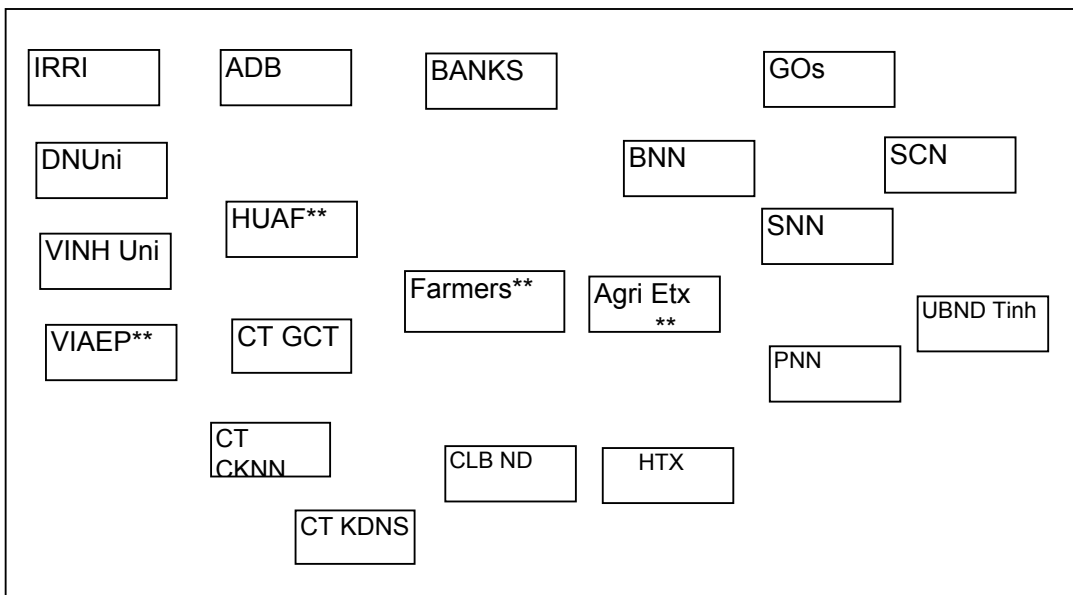 IRRI
ADB
BANKS
GOs
DNUni
BNN
SCN
HUAF**
SNN
VINH Uni
Farmers**
Agri Etx
**
UBND Tinh
VIAEP**
CT GCT
PNN
CT
CKNN
CLB ND
HTX
CT KDNS